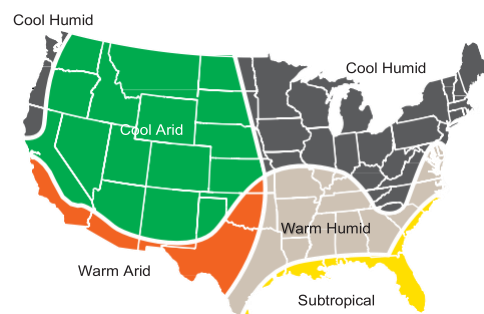 Cool Humid
Cool Humid
Cool Arid
Warm Humid
Warm Arid
Subtropical